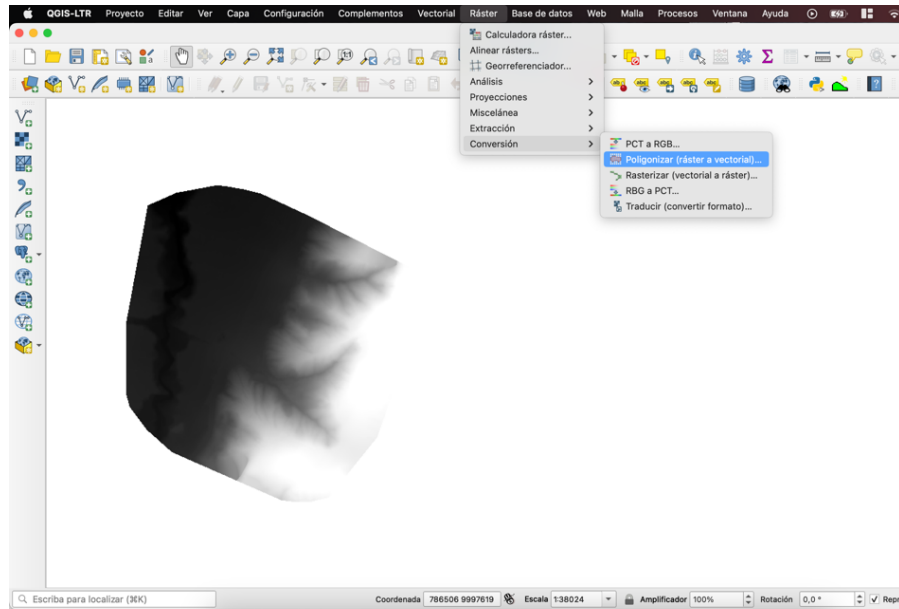 QGIS-LTR Proyecto Editar Ver Capa Configuración Complementos Vectorial Ráster Base de datos Web Malla Procesos Ventana Ayuda
Calculadora ráster...
Alinear rásters...
Georreferenciador...
Análisis
Proyecciones
Miscelánea
Extracción
Conversión
PCT a RGB...
Poligonizar (ráster a vectorial)...
Rasterizar (vectorial a ráster)...
RBG a PCT...
Traducir (convertir formato)...
Escriba para localizar (⌘K) Coordenada 786506 9997619 Escala 1:38024 Amplificador 100% Rotación 0,0 ° Repr